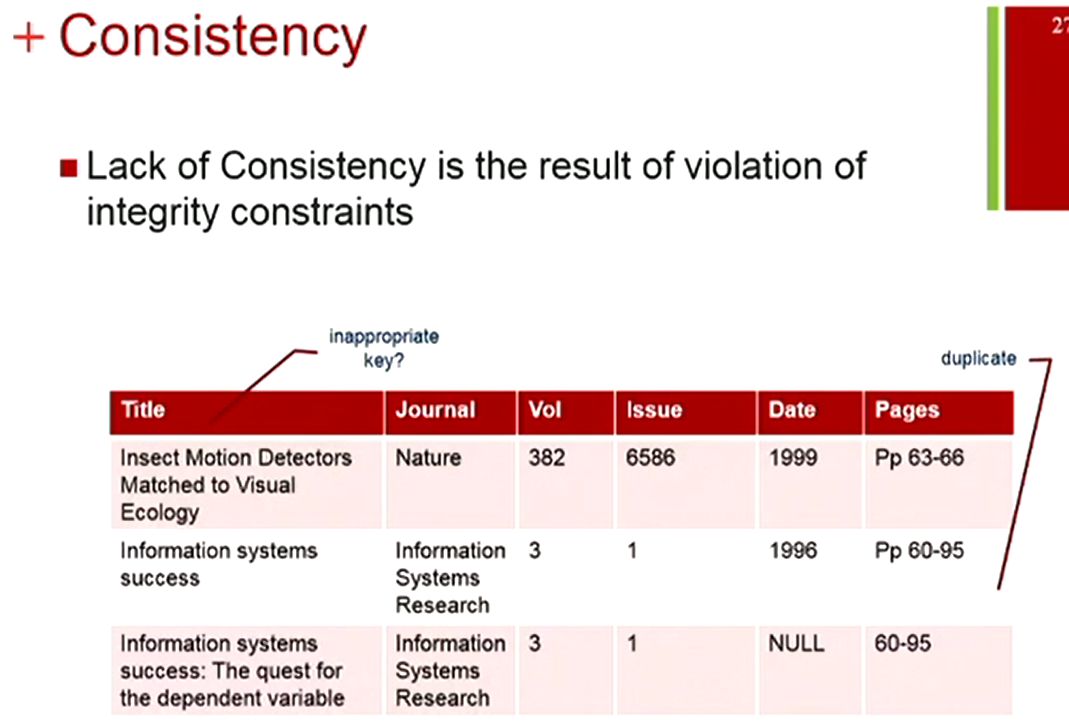 + Consistency
27
Lack of Consistency is the result of violation of
integrity constraints
inappropriate
key?
duplicate
Title Journal Vol Issue Date Pages
Insect Motion Detectors Nature 382 6586 1999 Pp 63-66
Matched to Visual
Ecology
Information systems Information 3 1 1996 Pp 60-95
success Systems
Research
Information systems Information 3 1 NULL 60-95
success: The quest for Systems
the dependent variable Research